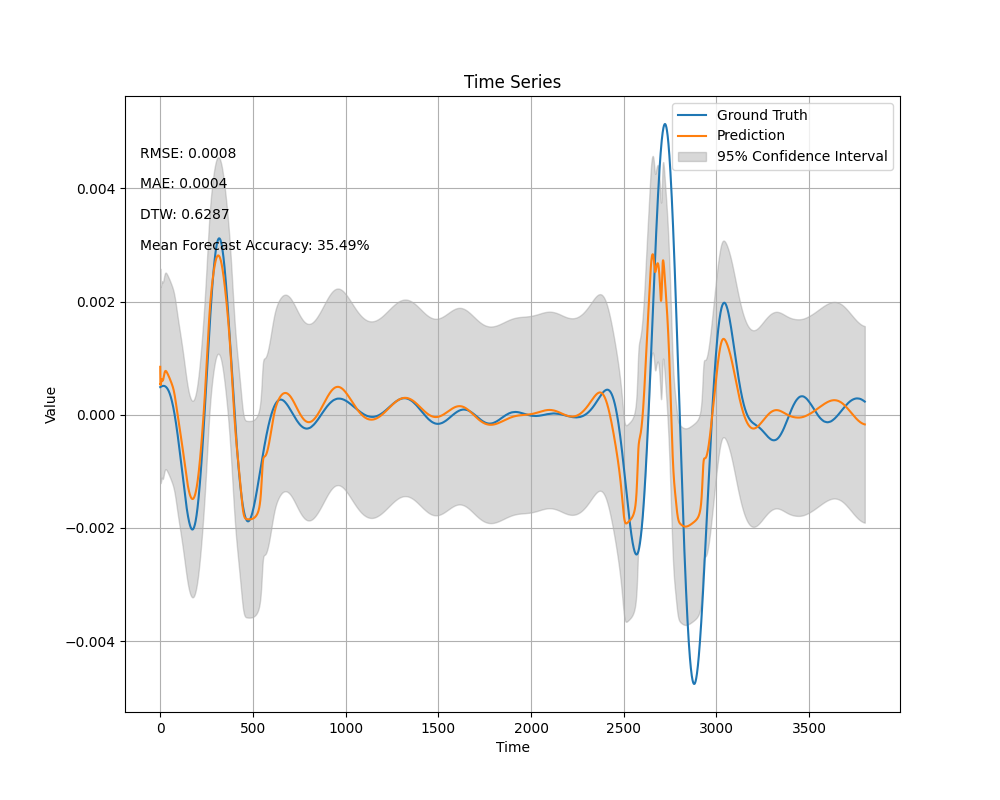 Time Series
Ground Truth
Prediction
95% Confidence Interval
RMSE: 0.0008
MAE: 0.0004
DTW: 0.6287
Mean Forecast Accuracy: 35.49%
Value
0.004
0.002
0.000
−0.002
−0.004
0 500 1000 1500 2000 2500 3000 3500
Time